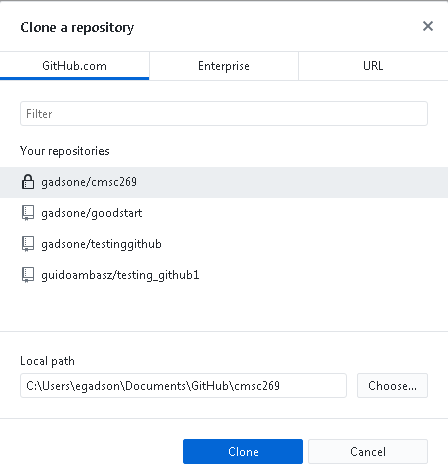 Clone a repository
GitHub.com Enterprise URL
Filter
Your repositories
gadsone/cmsc269
gadsone/goodstart
gadsone/testinggithub
guidoambasz/testing_github1
Local path
C:\Users\egadson\Documents\GitHub\cmsc269 Choose...
Clone Cancel